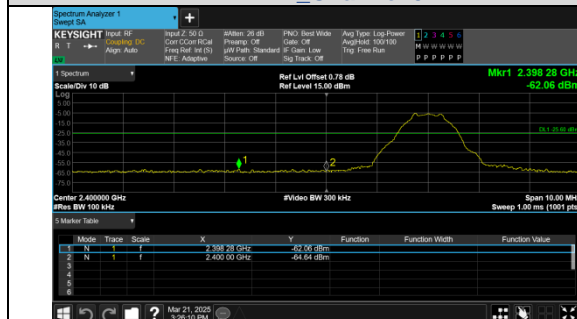 Spectrum Analyzer 1
Swept SA
+
KEYSIGHT Input: RF Input Z: 50 Ω #Atten: 26 dB PNO: Best Wide Avg Type: Log-Power 1 2 3 4 5 6
R T Coupling: DC Corr CCorr RCal Preamp: Off Gate: Off Avg|Hold: 100/100 M W W W W W
Align: Auto Freq Ref: Int (S) µW Path: Standard IF Gain: Low Trig: Free Run
NFE: Adaptive Source: Off Sig Track: Off P P P P P P
1 Spectrum Ref Lvl Offset 0.78 dB Mkr1 2.398 28 GHz
Scale/Div 10 dB Ref Level 15.00 dBm -62.06 dBm
Log
5.00
-5.00
-15.0
-25.0
-35.0
-45.0
-55.0
-65.0
-75.0
1
2
Center 2.400000 GHz #Video BW 300 kHz Span 10.00 MH
#Res BW 100 kHz Sweep 1.00 ms (1001 pts
5 Marker Table
Mode Trace Scale X Y Function Function Width Function Value
1 N 1 f 2.398 28 GHz -62.06 dBm
2 N 1 f 2.400 00 GHz -64.64 dBm
3
4
5
6
? Mar 21, 2025
3:26:10 PM